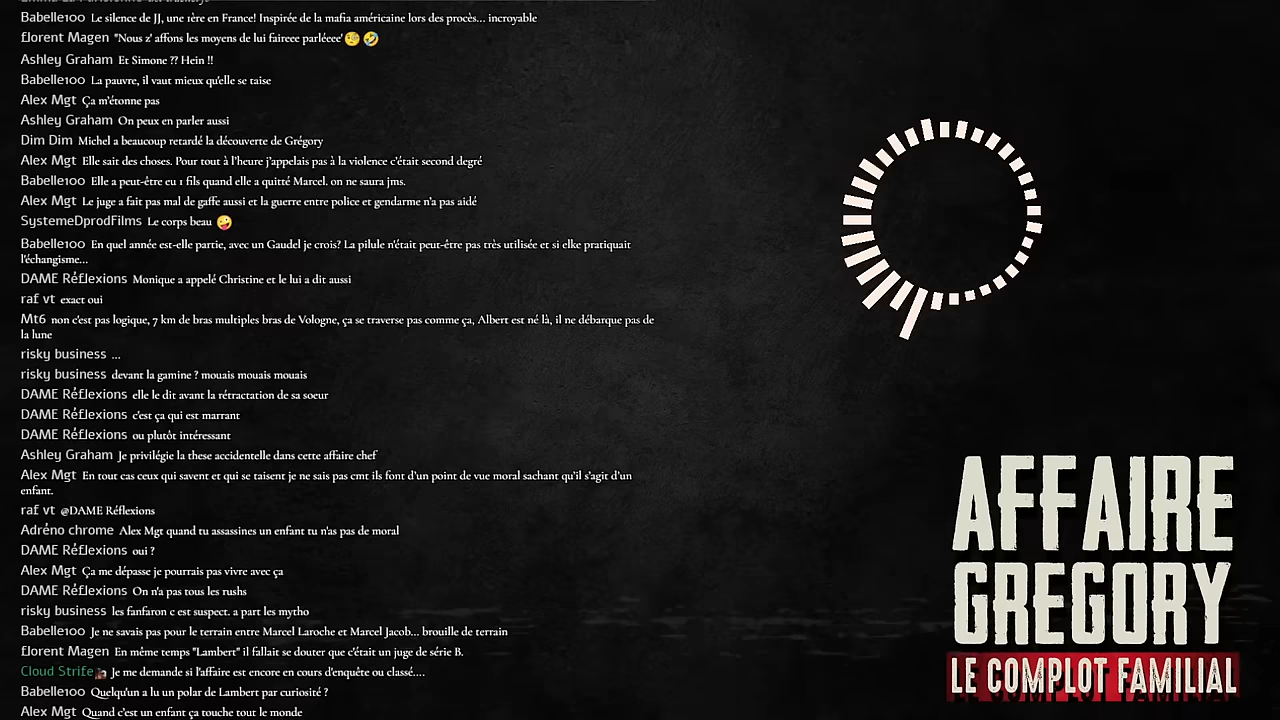 Babelle100 Le silence de JJ, une 1ère en France! Inspirée de la mafia américaine lors des procès... incroyable
florent Magen "Nous z' affons les moyens de lui faireee parléeee'🧐 🤣
Ashley Graham Et Simone ?? Hein !!
Babelle100 La pauvre, il vaut mieux qu'elle se taise
Alex Mgt Ça m'étonne pas
Ashley Graham On peux en parler aussi
Dim Dim Michel a beaucoup retardé la découverte de Grégory
Alex Mgt Elle sait des choses. Pour tout à l'heure j'appelais pas à la violence c'était second degré
Babelle100 Elle a peut-être eu 1 fils quand elle a quitté Marcel. on ne saura jms.
Alex Mgt Le juge a fait pas mal de gaffe aussi et la guerre entre police et gendarme n'a pas aidé
SystemeDprodFilms Le corps beau 🤪
Babelle100 En quel année est-elle partie, avec un Gaudel je crois? La pilule n'était peut-être pas très utilisée et si elke pratiquait
l'échangisme...
DAME Réflexions Monique a appelé Christine et le lui a dit aussi
raf vt exact oui
Mt6 non c'est pas logique, 7 km de bras multiples bras de Vologne, ça se traverse pas comme ça, Albert est né là, il ne débarque pas de
la lune
risky business ...
risky business devant la gamine ? mouais mouais mouais
DAME Réflexions elle le dit avant la rétractation de sa soeur
DAME Réflexions c'est ça qui est marrant
DAME Réflexions ou plutôt intéressant
Ashley Graham Je privilégie la these accidentelle dans cette affaire chef
Alex Mgt En tout cas ceux qui savent et qui se taisent je ne sais pas cmt ils font d'un point de vue moral sachant qu'il s'agit d'un
enfant.
raf vt @DAME Réflexions
Adréno chrome Alex Mgt quand tu assassines un enfant tu n'as pas de moral
DAME Réflexions oui ?
Alex Mgt Ça me dépasse je pourrais pas vivre avec ça
DAME Réflexions On n'a pas tous les rushs
risky business les fanfaron c est suspect. a part les mytho
Babelle100 Je ne savais pas pour le terrain entre Marcel Laroche et Marcel Jacob... brouille de terrain
florent Magen En même temps "Lambert" il fallait se douter que c'était un juge de série B.
Cloud Strife Je me demande si l'affaire est encore en cours d'enquête ou classé....
Babelle100 Quelqu'un a lu un polar de Lambert par curiosité ?
Alex Mgt Quand c'est un enfant ça touche tout le monde
AFFAIRE
GREGORY
LE COMPLOT FAMILIAL